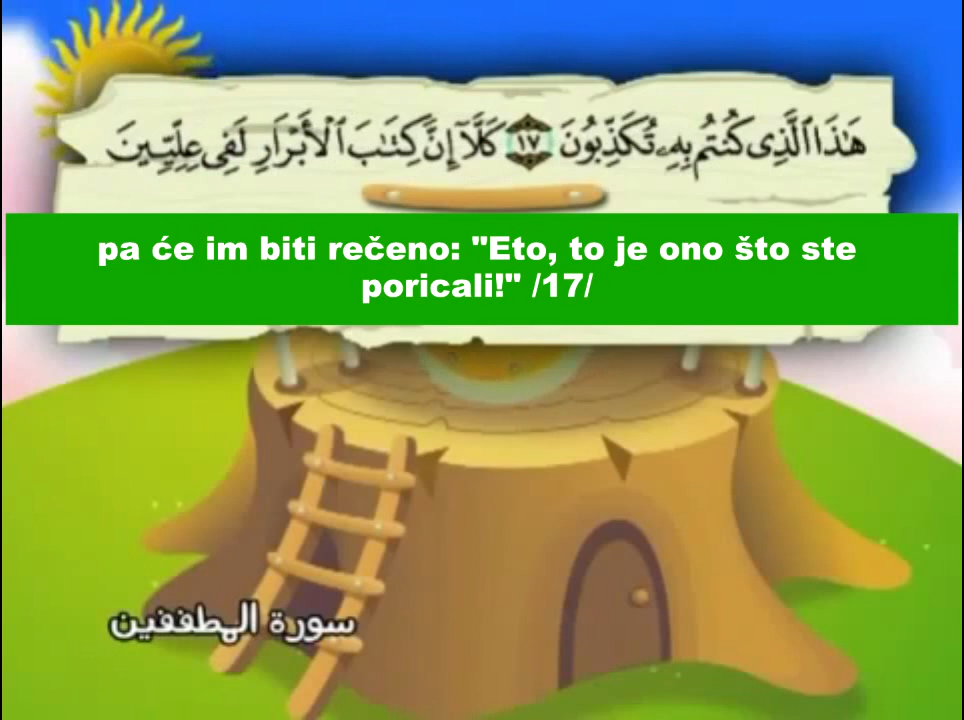 هَٰذَا ٱلَّذِى كُنتُم بِهِۦ تُكَذِّبُونَ ١٧ كَلَّآ إِنَّ كِتَٰبَ ٱلْأَبْرَارِ لَفِى عِلِّيِّينَ
pa će im biti rečeno: "Eto, to je ono što ste
poricali!" /17/
سورة المطففين